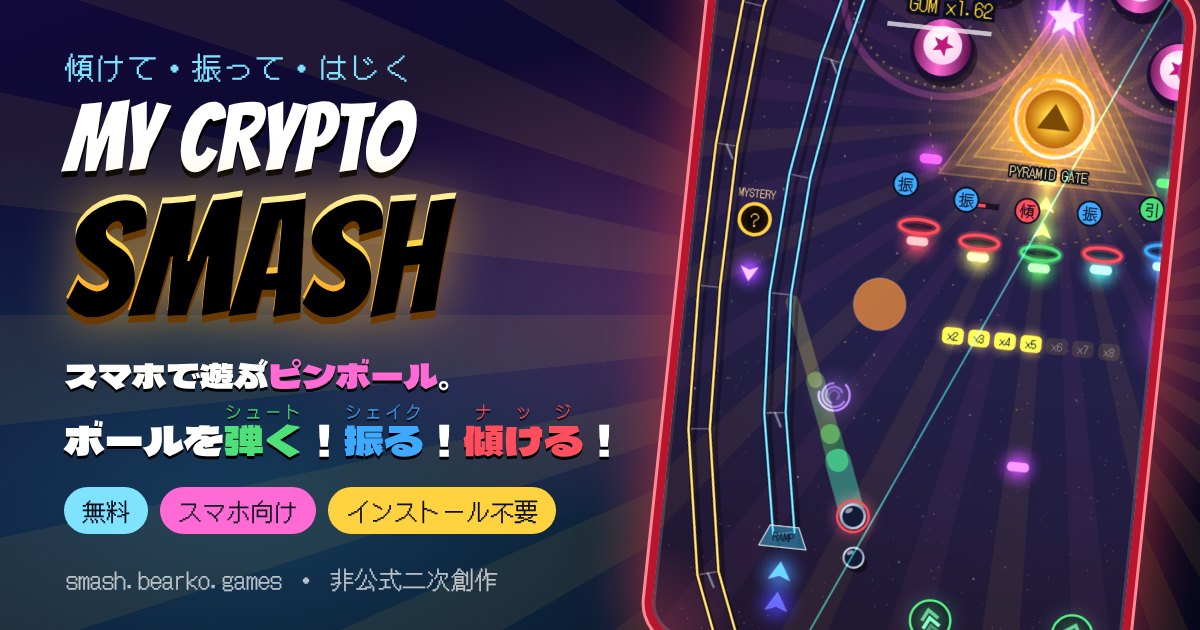 傾けて・振って・はじく
MY CRYPTO
SMASH
スマホで遊ぶピンボール。
シュート シェイク ナッジ
ボールを弾く！振る！傾ける！
無料 スマホ向け インストール不要
smash.bearko.games ・ 非公式二次創作
GUM x1.62
PYRAMID GATE
MYSTERY
?
振 振 傾 振 引
x2 x3 x4 x5 x6 x7 x8
RAMP